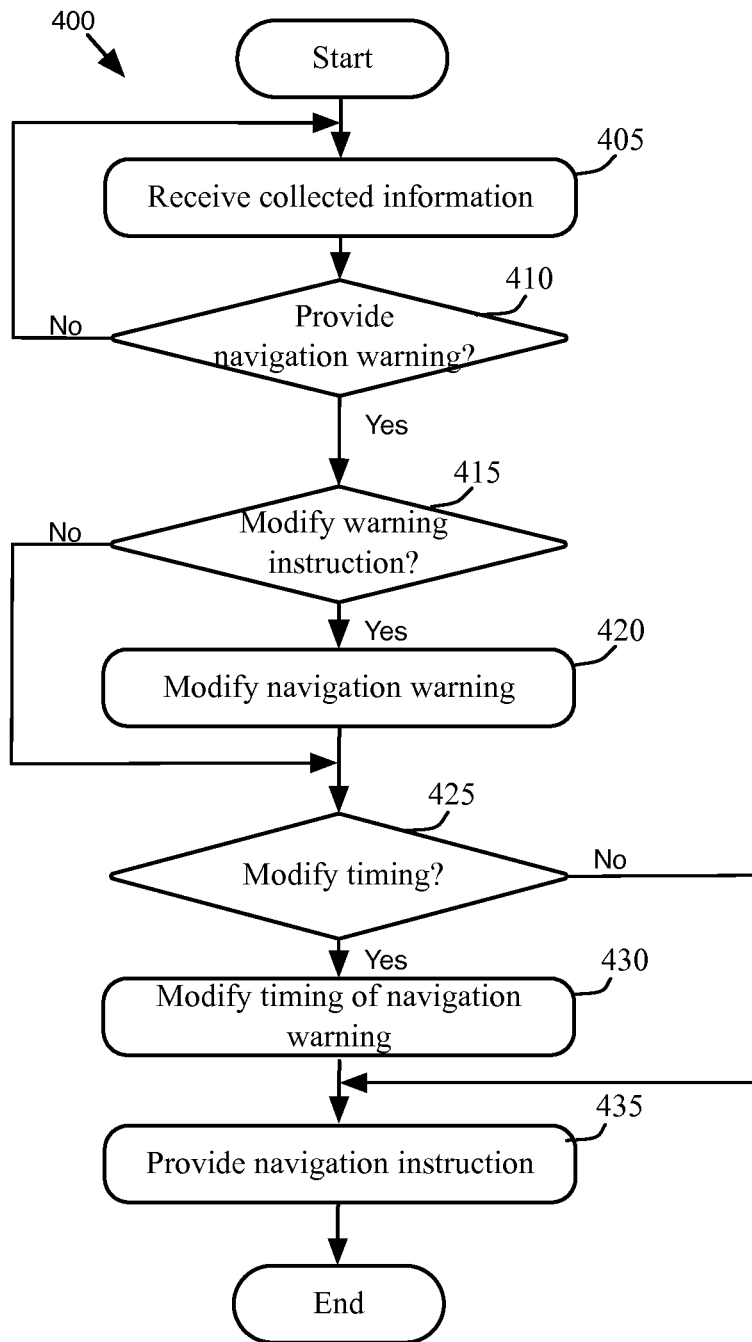 400
Start
405
Receive collected information
410
Provide
navigation warning?
No
Yes
415
Modify warning
instruction?
No
Yes
420
Modify navigation warning
425
Modify timing?
No
Yes
430
Modify timing of navigation
warning
435
Provide navigation instruction
End